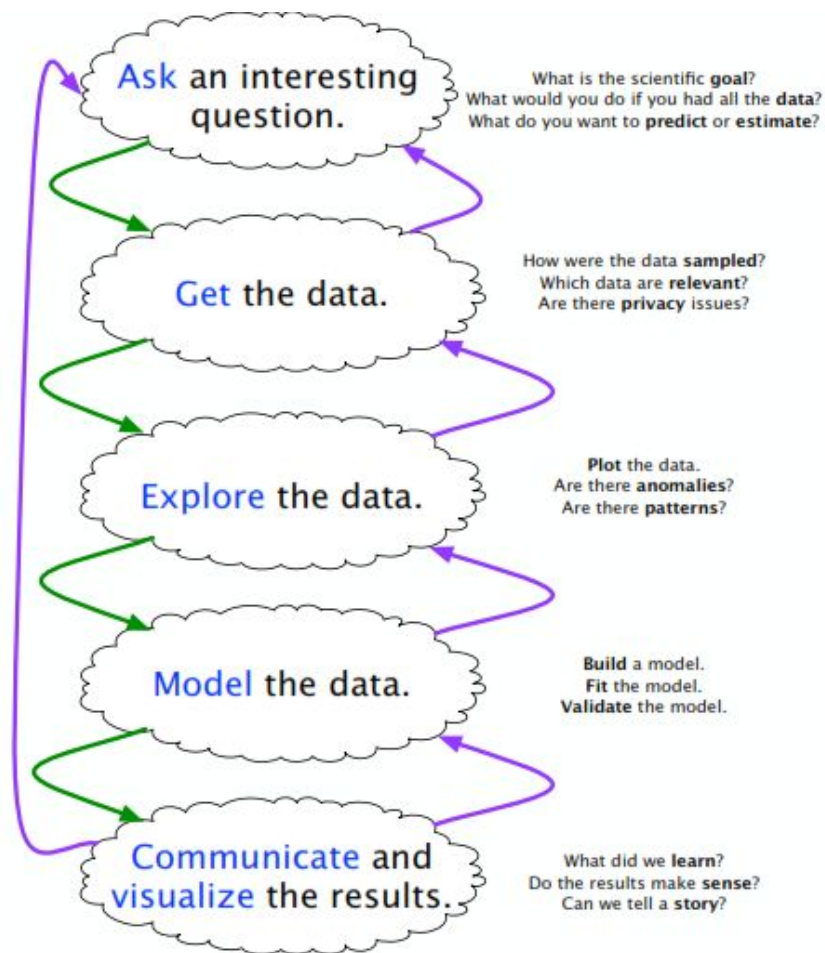 Ask an interesting
question.
What is the scientific goal?
What would you do if you had all the data?
What do you want to predict or estimate?
Get the data.
How were the data sampled?
Which data are relevant?
Are there privacy issues?
Explore the data.
Plot the data.
Are there anomalies?
Are there patterns?
Model the data.
Build a model.
Fit the model.
Validate the model.
Communicate and
visualize the results.
What did we learn?
Do the results make sense?
Can we tell a story?